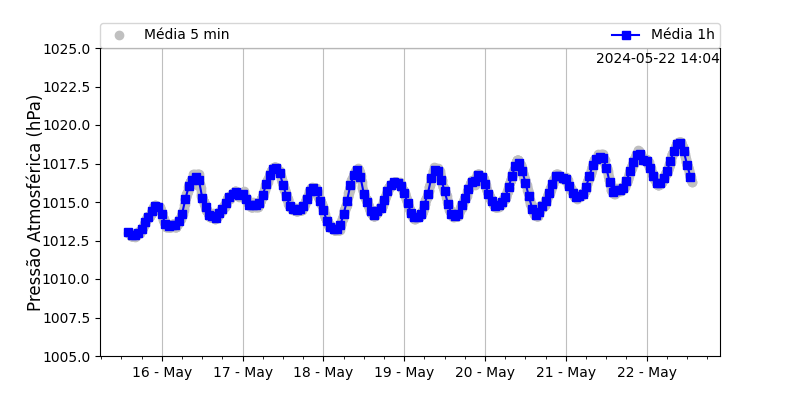 Média 5 min
Média 1h
2024-05-22 14:04
Pressão Atmosférica (hPa)
1025.0
1022.5
1020.0
1017.5
1015.0
1012.5
1010.0
1007.5
1005.0
16 - May
17 - May
18 - May
19 - May
20 - May
21 - May
22 - May